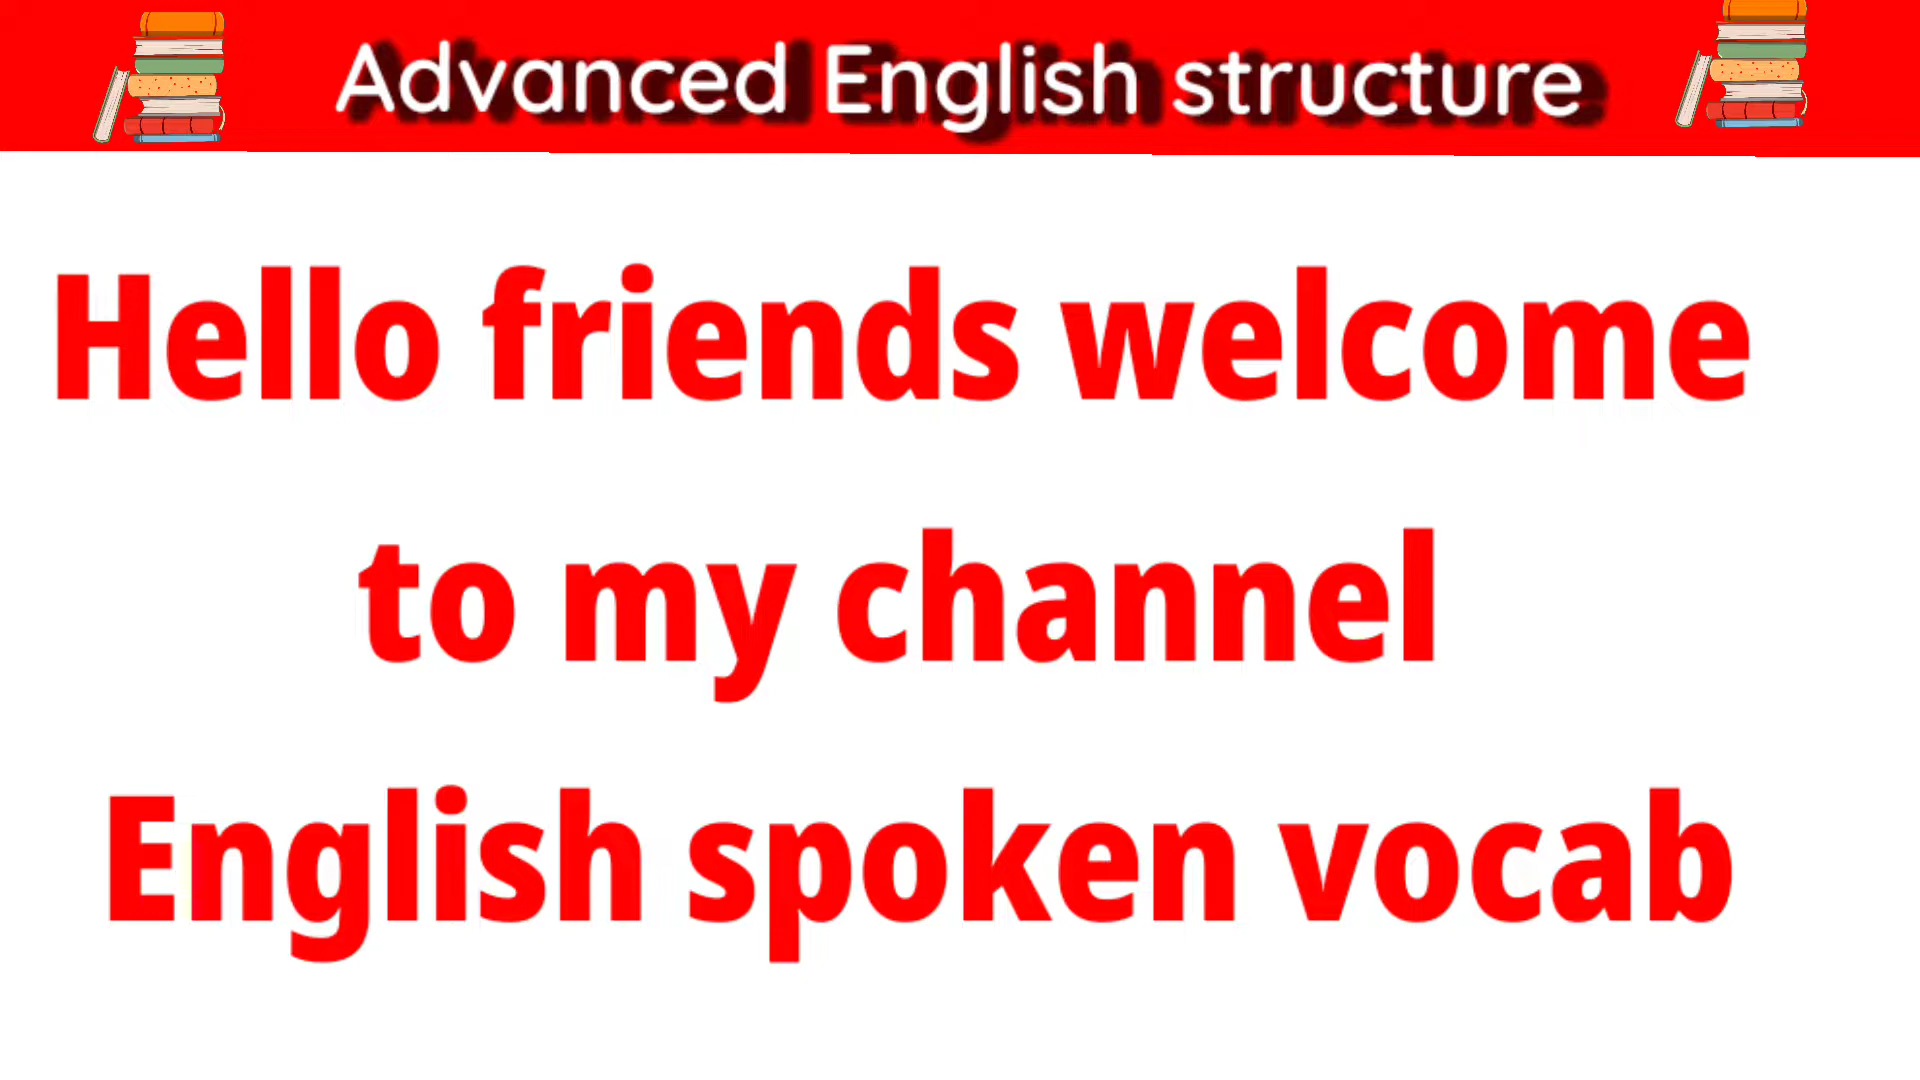 Advanced English structure
Hello friends welcome
to my channel
English spoken vocab